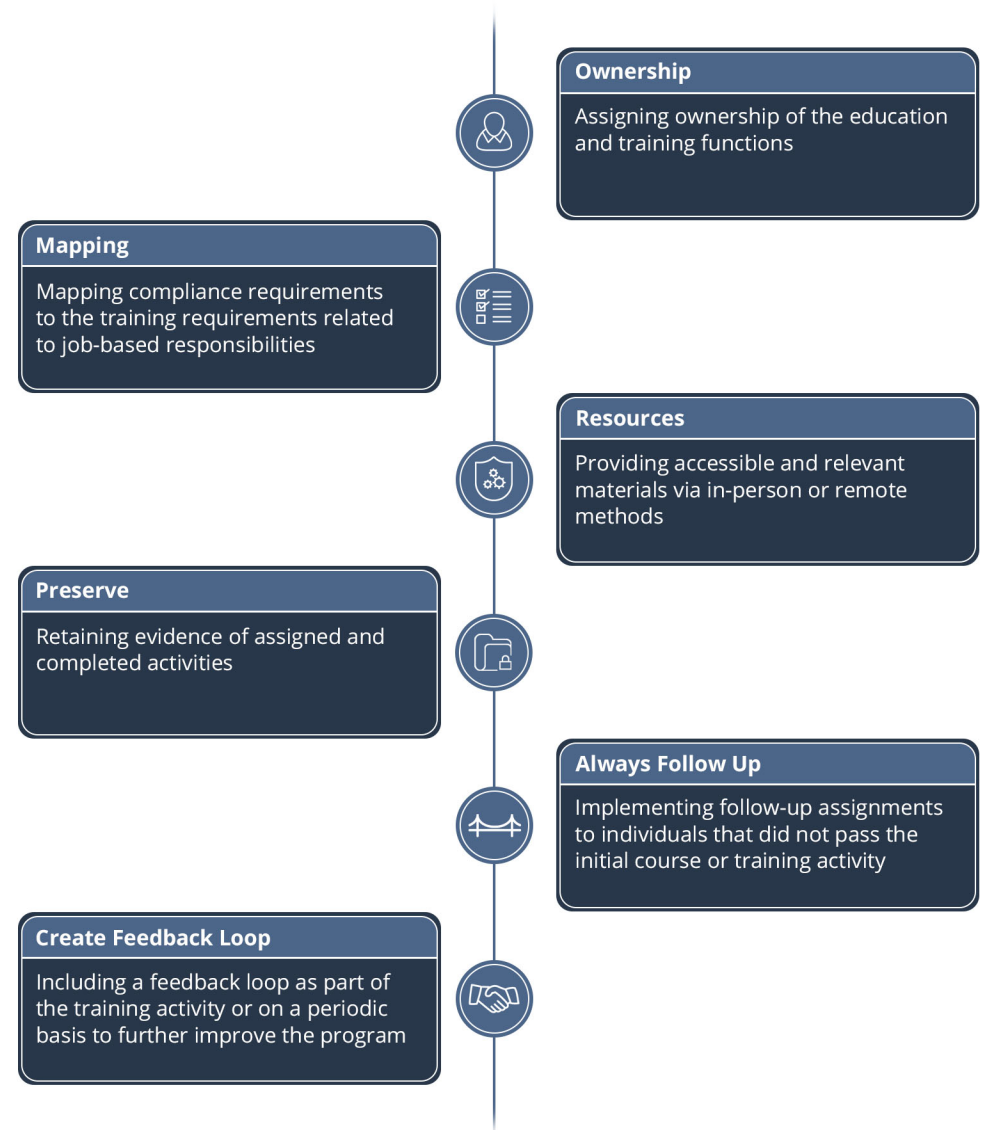 Ownership
Assigning ownership of the education
and training functions
Mapping
Mapping compliance requirements
to the training requirements related
to job-based responsibilities
Resources
Providing accessible and relevant
materials via in-person or remote
methods
Preserve
Retaining evidence of assigned and
completed activities
Always Follow Up
Implementing follow-up assignments
to individuals that did not pass the
initial course or training activity
Create Feedback Loop
Including a feedback loop as part of
the training activity or on a periodic
basis to further improve the program